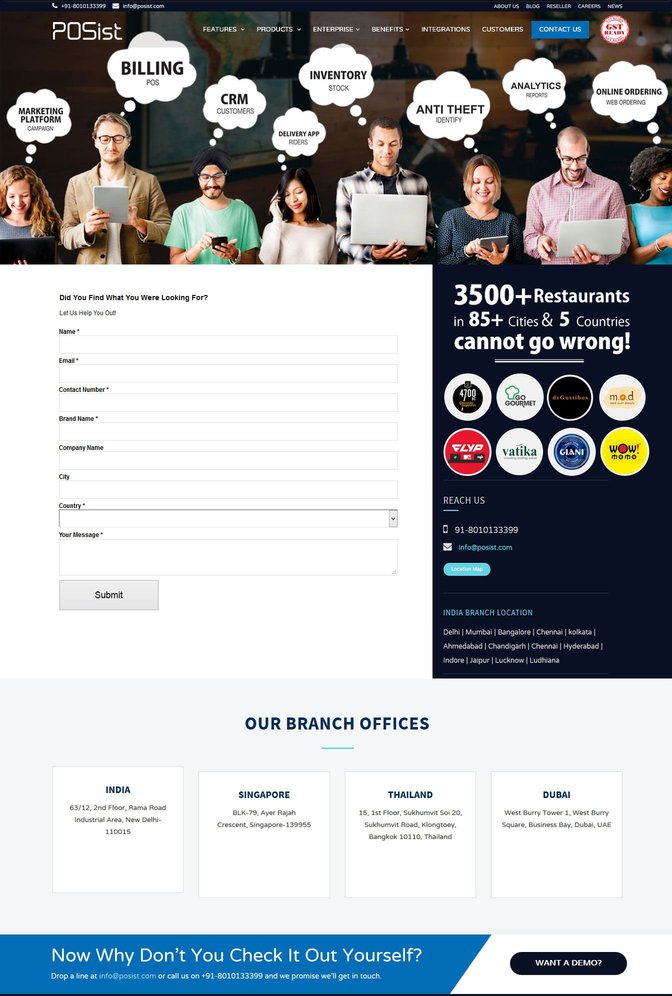 +91-8010133399 info@posist.com ABOUT US BLOG RESELLER CAREERS NEWS
POSist FEATURES PRODUCTS ENTERPRISE BENEFITS INTEGRATIONS CUSTOMERS CONTACT US GST READY
MARKETING
PLATFORM
CAMPAIGN
BILLING
POS
CRM
CUSTOMERS
DELIVERY APP
RIDERS
INVENTORY
STOCK
ANTI THEFT
IDENTIFY
ANALYTICS
REPORTS
ONLINE ORDERING
WEB ORDERING
Did You Find What You Were Looking For?
Let Us Help You Out!
Name *
Email *
Contact Number *
Brand Name *
Company Name
City
Country *
Your Message *
Submit
3500+ Restaurants
in 85+ Cities & 5 Countries
cannot go wrong!
4700
GO
GOURMET
deGustibus
m.o.d
FLYP
MTV
vatika
GIANI
WOW!
MOMO
REACH US
91-8010133399
info@posist.com
Location Map
INDIA BRANCH LOCATION
Delhi | Mumbai | Bangalore | Chennai | kolkata |
Ahmedabad | Chandigarh | Chennai | Hyderabad |
Indore | Jaipur | Lucknow | Ludhiana
OUR BRANCH OFFICES
INDIA
63/12, 2nd Floor, Rama Road
Industrial Area, New Delhi-
110015
SINGAPORE
BLK-79, Ayer Rajah
Crescent, Singapore-139955
THAILAND
15, 1st Floor, Sukhumvit Soi 20,
Sukhumvit Road, Klongtoey,
Bangkok 10110, Thailand
DUBAI
West Burry Tower 1, West Burry
Square, Business Bay, Dubai, UAE
Now Why Don't You Check It Out Yourself?
Drop a line at info@posist.com or call us on +91-8010133399 and we promise we'll get in touch.
WANT A DEMO?